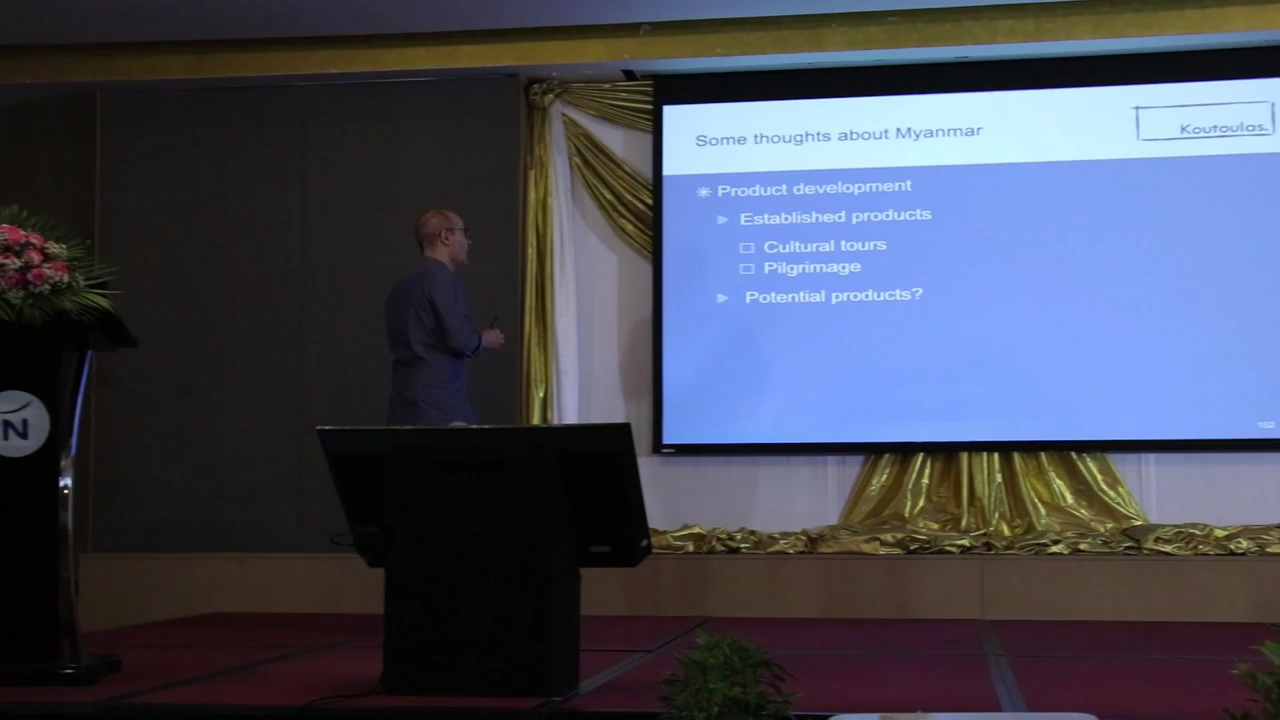 Some thoughts about Myanmar
Koutoulas.
Product development
Established products
Cultural tours
Pilgrimage
Potential products?
N